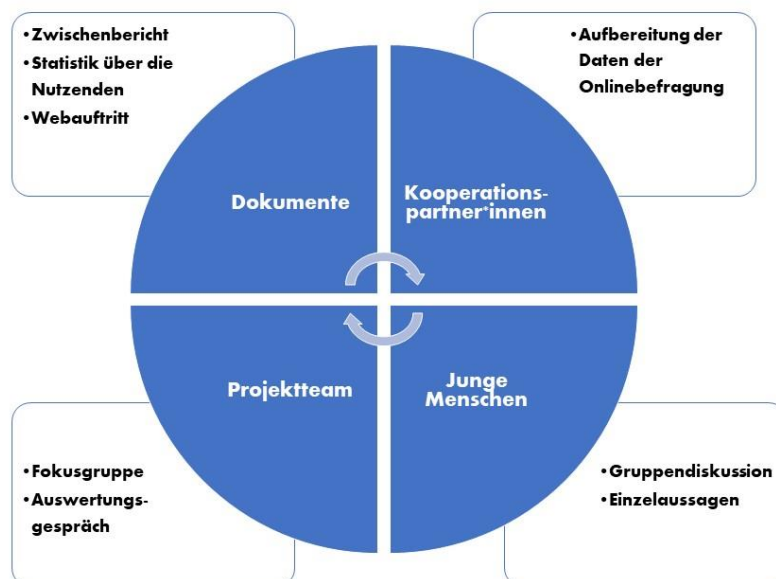 •Zwischenbericht
•Statistik über die
Nutzenden
•Webauftritt
•Aufbereitung der
Daten der
Onlinebefragung
Dokumente
Kooperations-
partner*innen
Projektteam
Junge
Menschen
•Fokusgruppe
•Auswertungs-
gespräch
•Gruppendiskussion
•Einzelaussagen